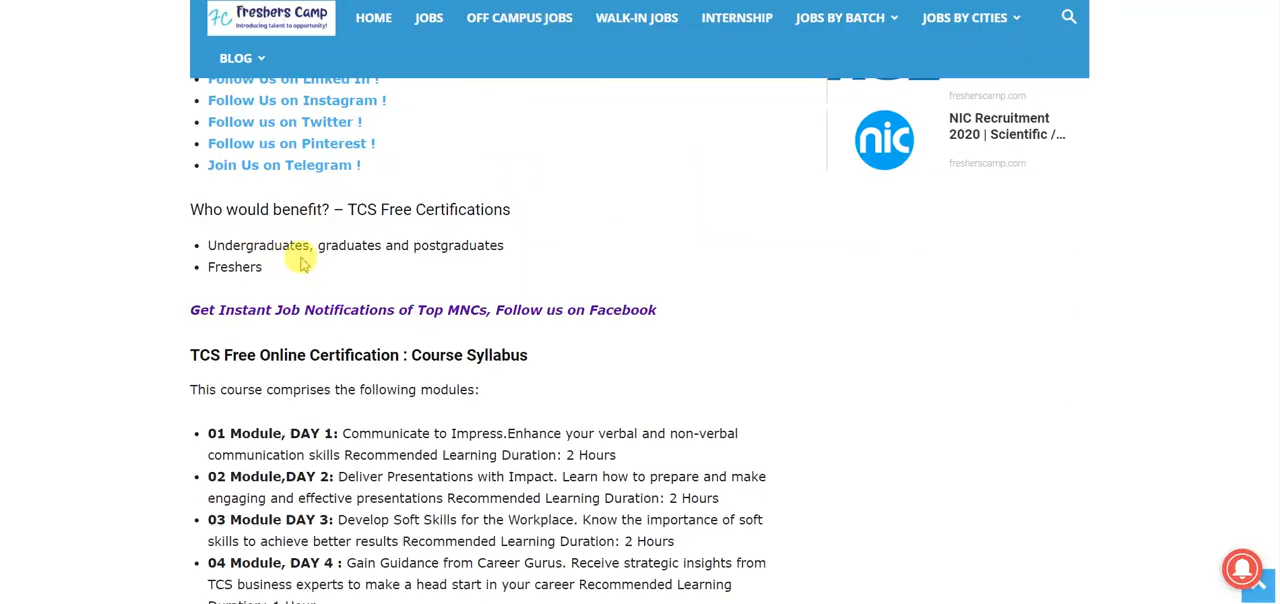 Freshers Camp
Introducing talent to opportunity!
HOME
JOBS
OFF CAMPUS JOBS
WALK-IN JOBS
INTERNSHIP
JOBS BY BATCH
JOBS BY CITIES
BLOG
Follow Us on Linked In !
Follow Us on Instagram !
Follow us on Twitter !
Follow us on Pinterest !
Join Us on Telegram !
fresherscamp.com
nic
NIC Recruitment
2020 | Scientific /...
fresherscamp.com
Who would benefit? – TCS Free Certifications
Undergraduates, graduates and postgraduates
Freshers
Get Instant Job Notifications of Top MNCs, Follow us on Facebook
TCS Free Online Certification : Course Syllabus
This course comprises the following modules:
01 Module, DAY 1: Communicate to Impress.Enhance your verbal and non-verbal
communication skills Recommended Learning Duration: 2 Hours
02 Module,DAY 2: Deliver Presentations with Impact. Learn how to prepare and make
engaging and effective presentations Recommended Learning Duration: 2 Hours
03 Module DAY 3: Develop Soft Skills for the Workplace. Know the importance of soft
skills to achieve better results Recommended Learning Duration: 2 Hours
04 Module, DAY 4 : Gain Guidance from Career Gurus. Receive strategic insights from
TCS business experts to make a head start in your career Recommended Learning
Duration: 1 Hour